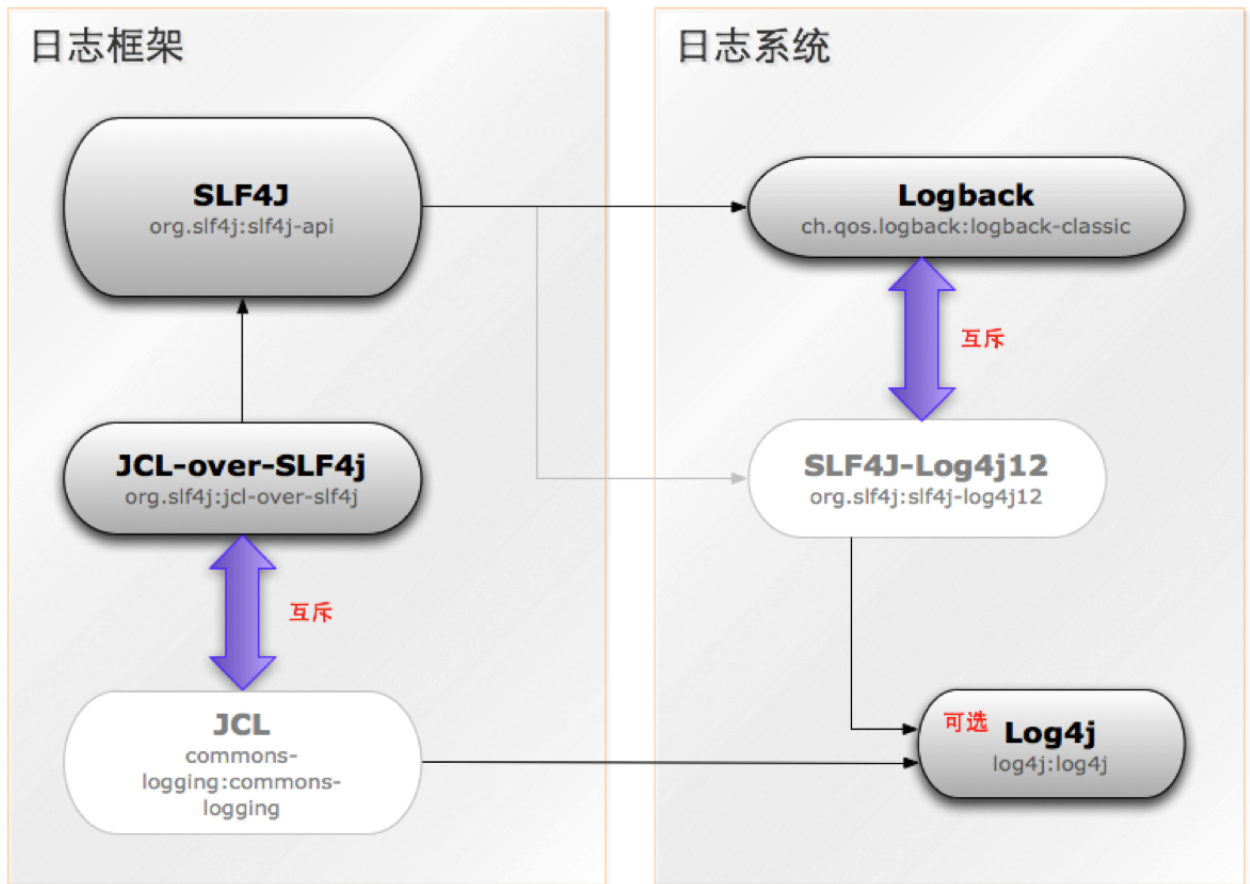 日志框架
SLF4J
org.slf4j:slf4j-api
JCL-over-SLF4j
org.slf4j:jcl-over-slf4j
互斥
JCL
commons-
logging:commons-
logging
日志系统
Logback
ch.qos.logback:logback-classic
互斥
SLF4J-Log4j12
org.slf4j:slf4j-log4j12
可选
Log4j
log4j:log4j